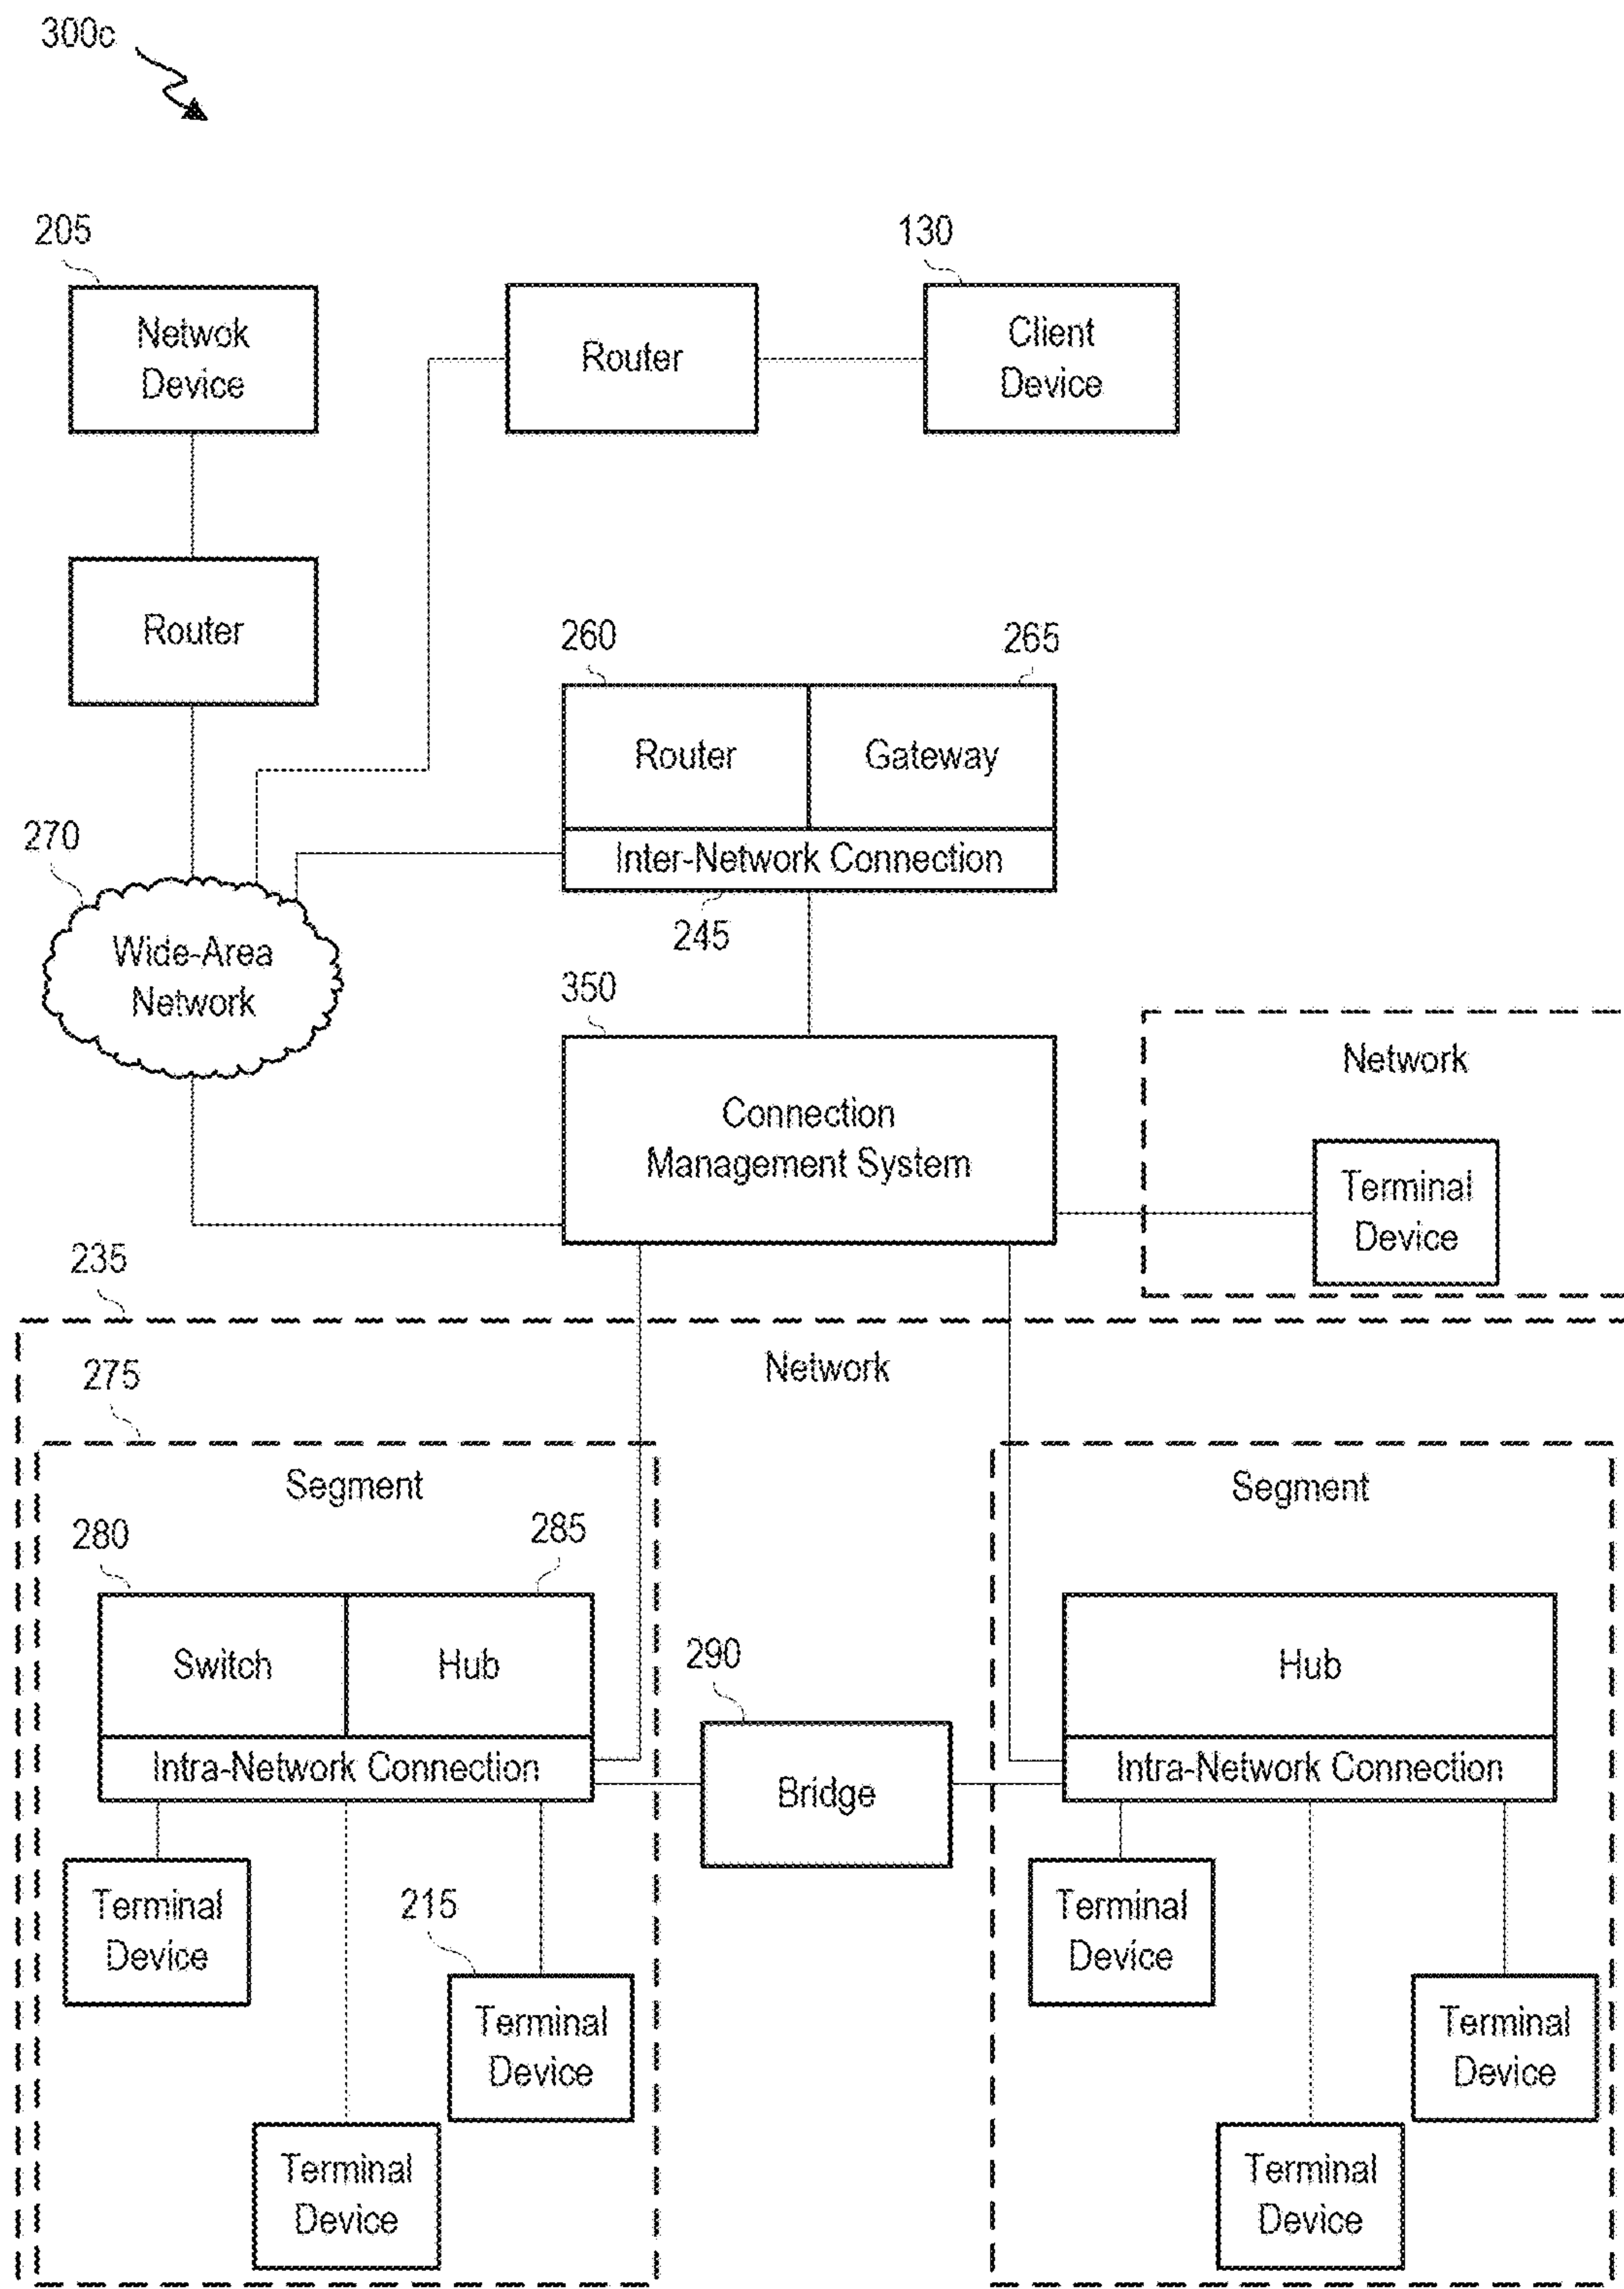 300c
205
130
Netwok
Device
Router
Client
Device
Router
260
265
Router
Gateway
270
Inter-Network Connection
245
Wide-Area
Network
350
Network
Connection
Management System
Terminal
Device
235
Network
275
Segment
Segment
280
285
Switch
Hub
290
Hub
Intra-Network Connection
Bridge
Intra-Network Connection
Terminal
Device
215
Terminal
Device
Terminal
Device
Terminal
Device
Terminal
Device
Terminal
Device